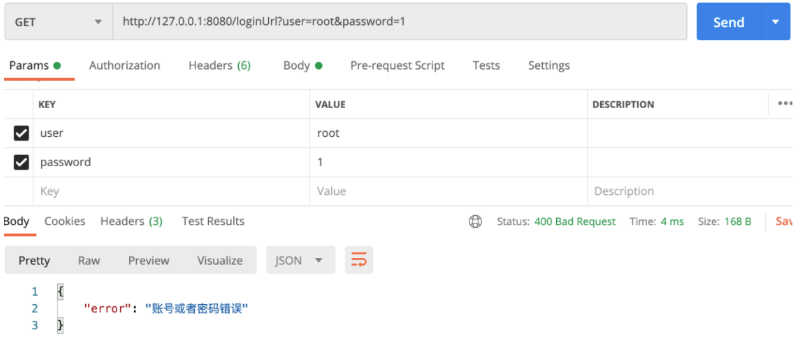 GET http://127.0.0.1:8080/loginUrl?user=root&password=1 Send
Params Authorization Headers (6) Body Pre-request Script Tests Settings
KEY VALUE DESCRIPTION
user root
password 1
Key Value Description
Body Cookies Headers (3) Test Results Status: 400 Bad Request Time: 4 ms Size: 168 B Sav
Pretty Raw Preview Visualize JSON
1 {
2 "error": "账号或者密码错误"
3 }